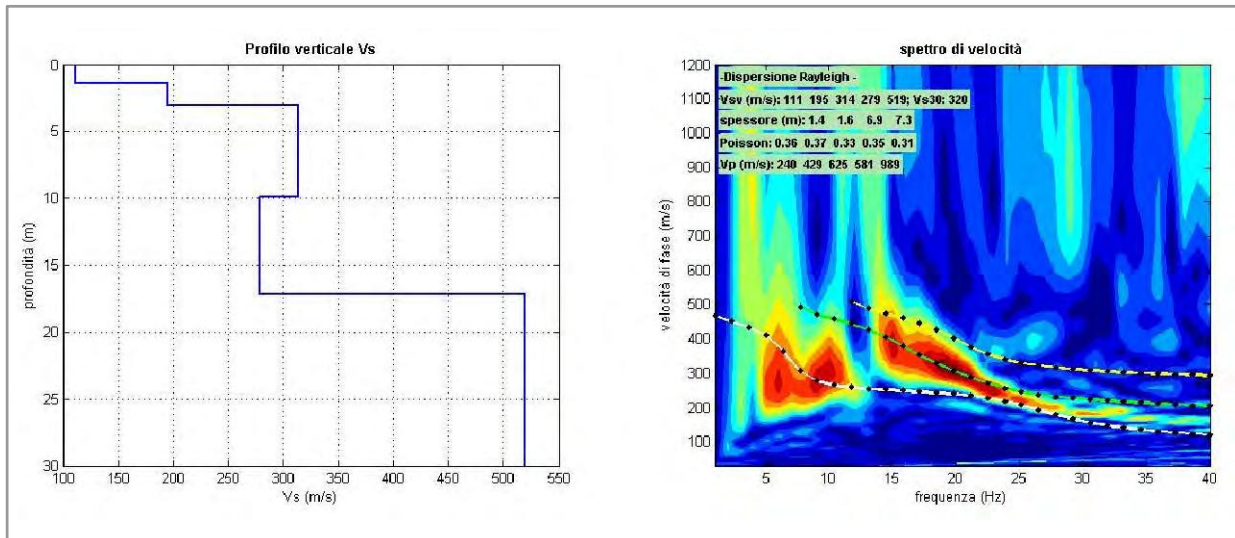 Profilo verticale Vs
0
5
10
15
20
25
30
profondità (m)
100 150 200 250 300 350 400 450 500 550
Vs (m/s)
spettro di velocità
-Dispersione Rayleigh -
Vsv (m/s): 111 195 314 279 519; Vs30: 320
spessore (m): 1.4 1.6 6.9 7.3
Poisson: 0.36 0.37 0.33 0.35 0.31
Vp (m/s): 240 429 625 581 989
1200
1100
1000
900
800
700
600
500
400
300
200
100
velocità di fase (m/s)
5 10 15 20 25 30 35 40
frequenza (Hz)